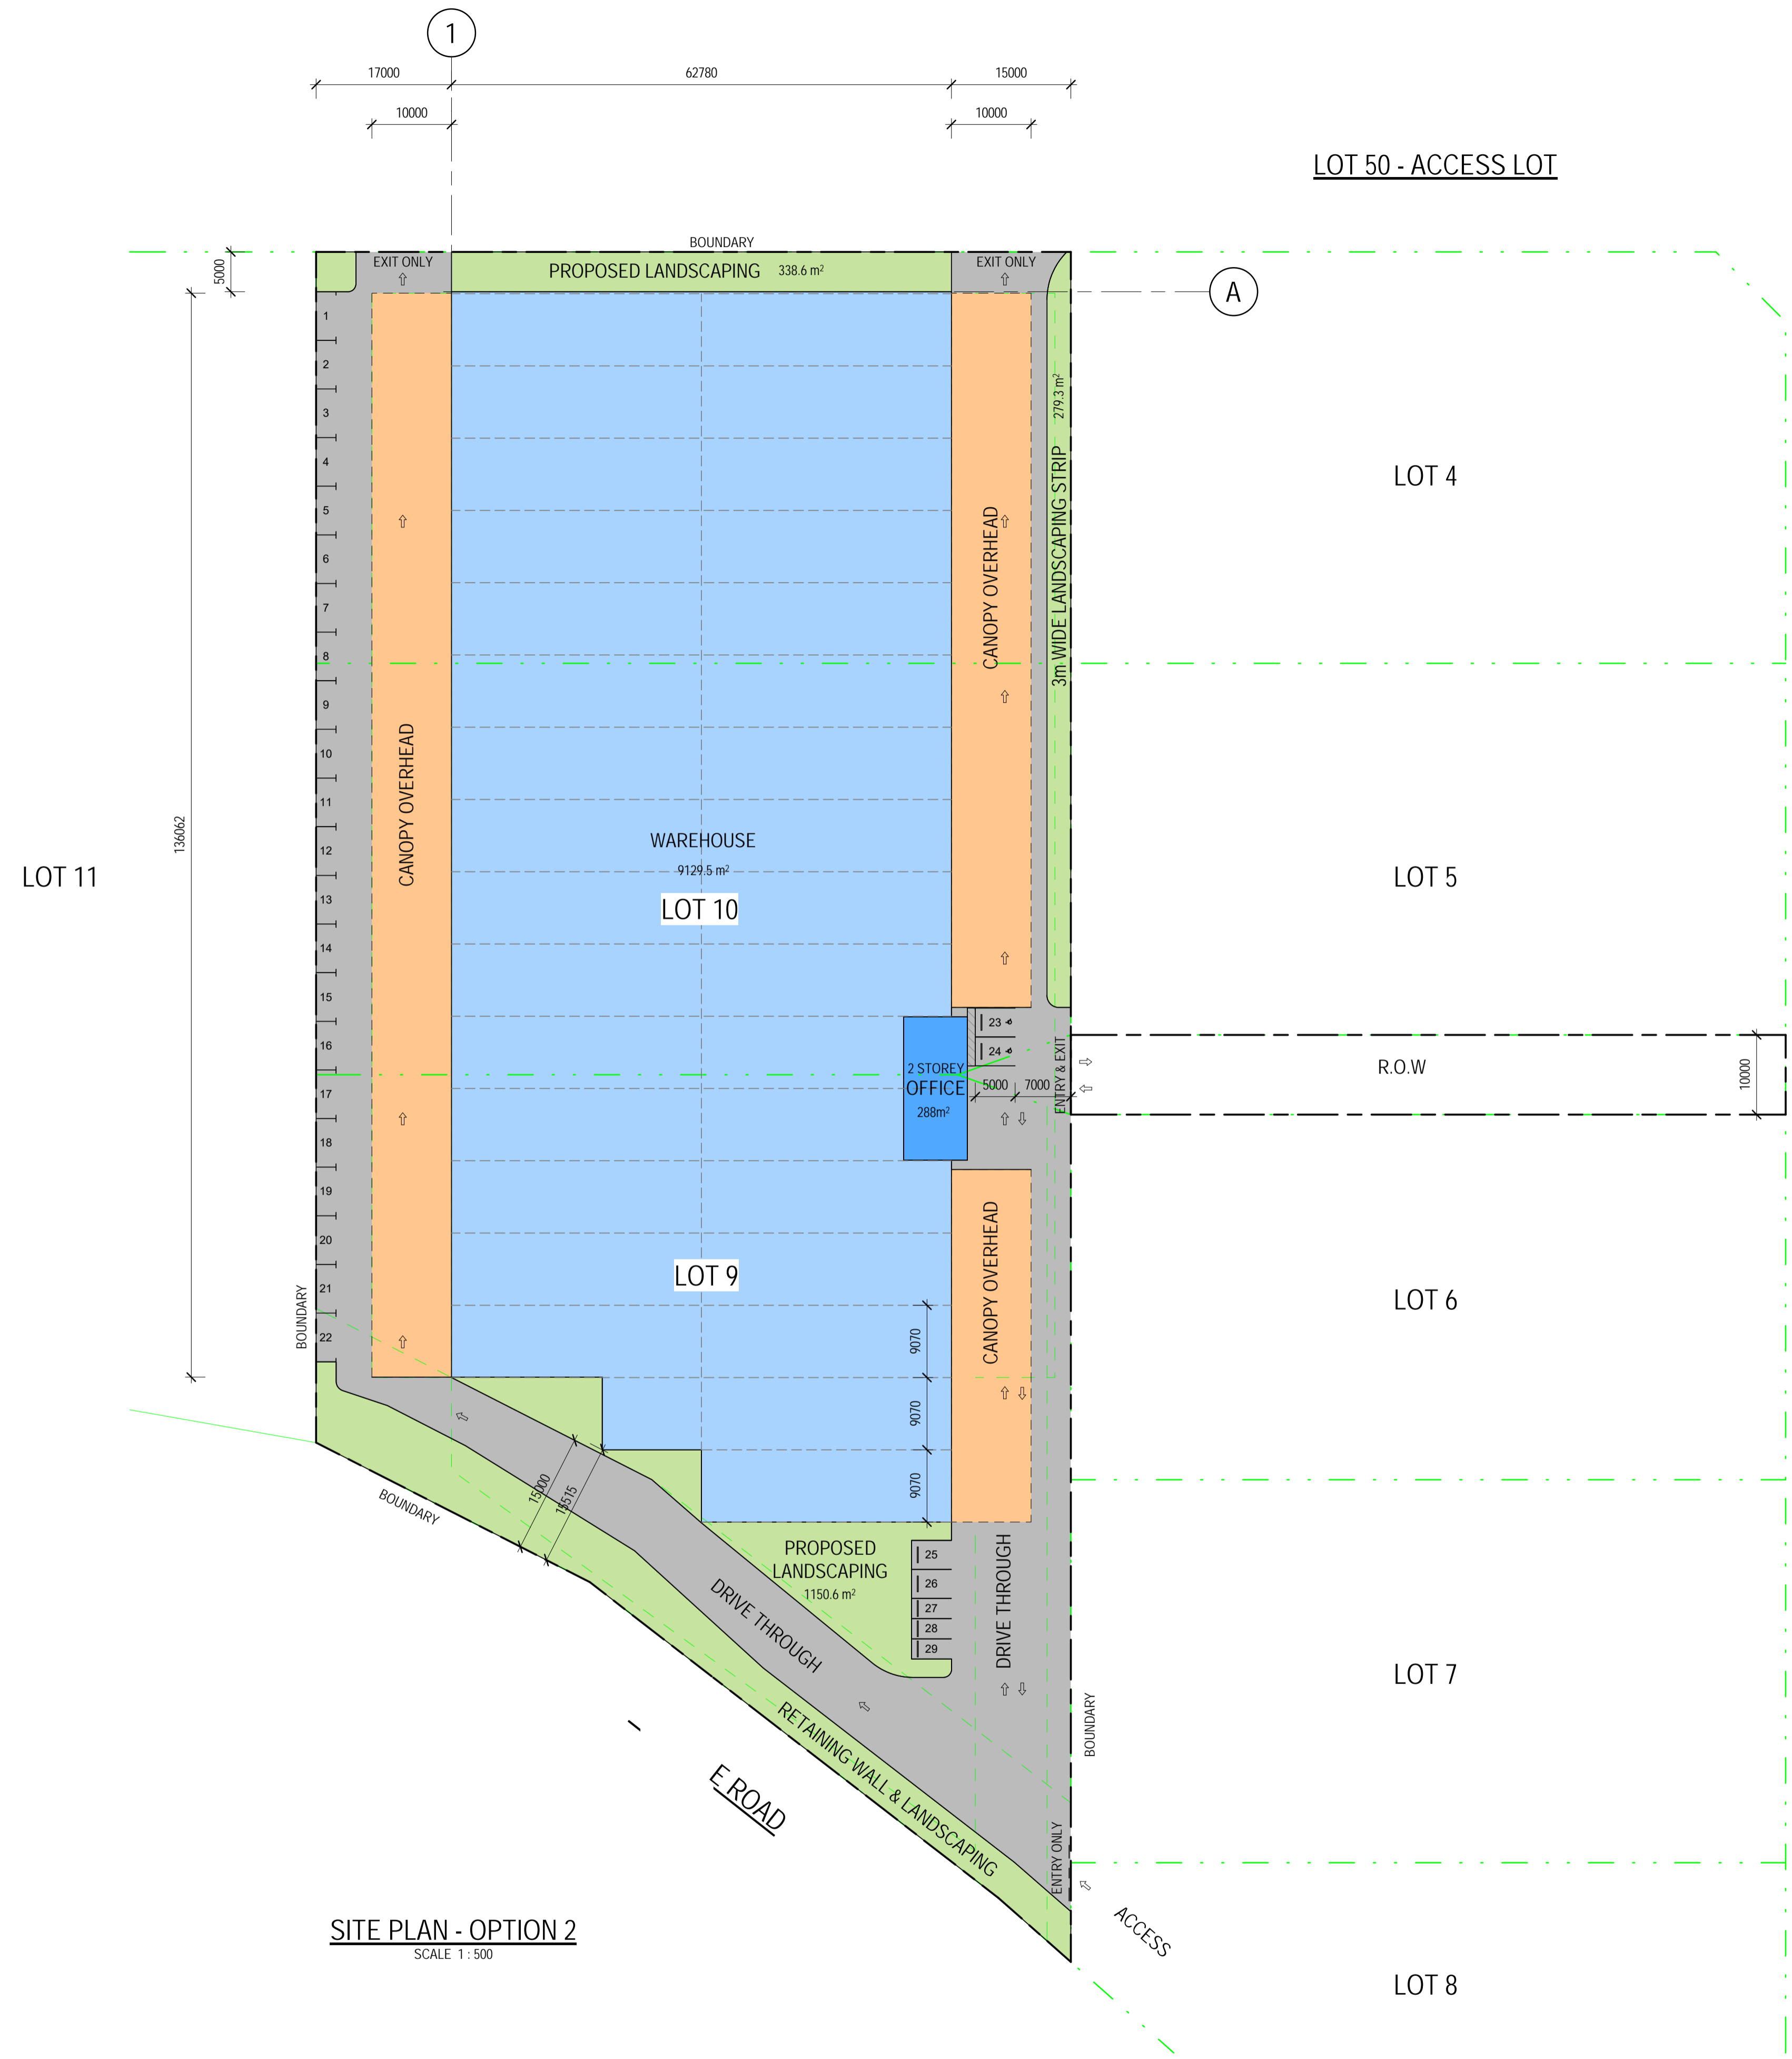 1
17000
62780
15000
10000
10000
LOT 50 - ACCESS LOT
BOUNDARY
5000
EXIT ONLY
PROPOSED LANDSCAPING 338.6 m²
EXIT ONLY
A
1
2
3
4
5
6
7
8
9
10
11
12
13
14
15
16
17
18
19
20
21
22
136062
LOT 11
CANOPY OVERHEAD
CANOPY OVERHEAD
3m WIDE LANDSCAPING STRIP 279.3 m²
LOT 4
WAREHOUSE
9129.5 m²
LOT 10
LOT 5
23
24
2 STOREY
OFFICE
288m²
5000
7000
ENTRY & EXIT
R.O.W
10000
LOT 9
CANOPY OVERHEAD
LOT 6
9070
9070
9070
BOUNDARY
BOUNDARY
15000
15515
PROPOSED
LANDSCAPING
1150.6 m²
25
26
27
28
29
DRIVE THROUGH
DRIVE THROUGH
LOT 7
BOUNDARY
RETAINING WALL & LANDSCAPING
E ROAD
ENTRY ONLY
ACCESS
LOT 8
SITE PLAN - OPTION 2
SCALE 1 : 500